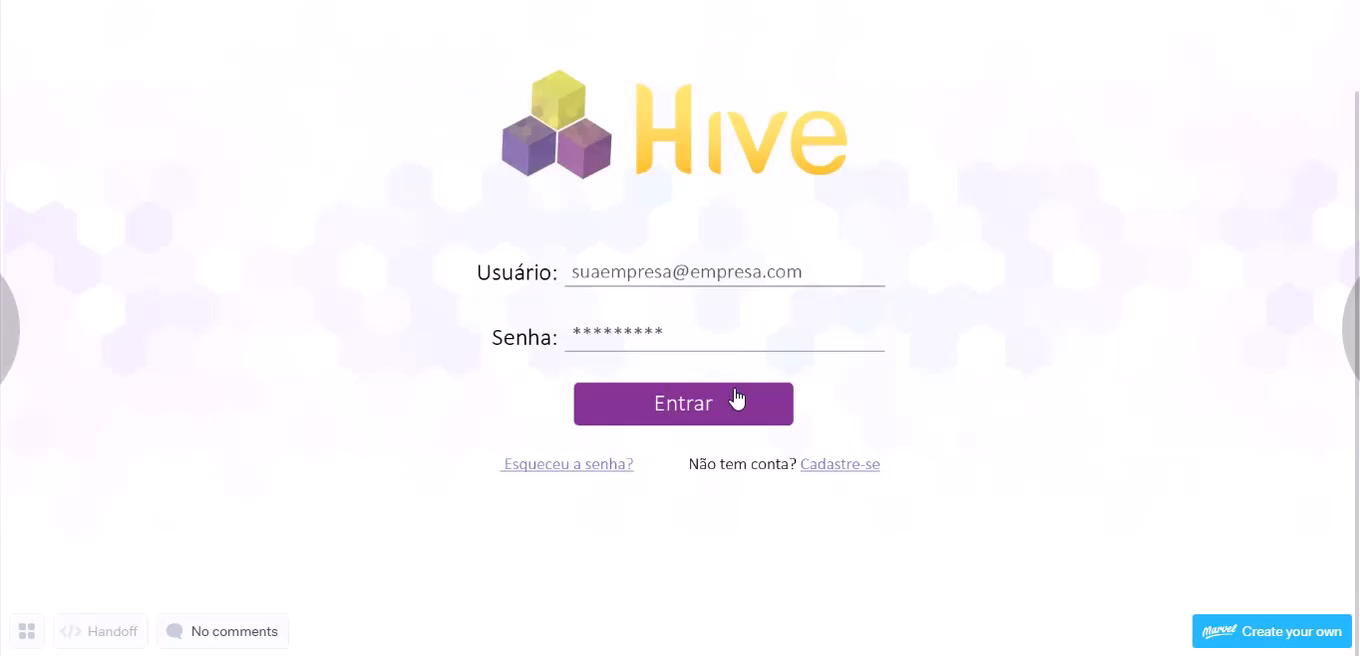 Hive
Usuário: suaempresa@empresa.com
Senha: *********
Entrar
Esqueceu a senha? Não tem conta? Cadastre-se
</> Handoff No comments Marvel Create your own